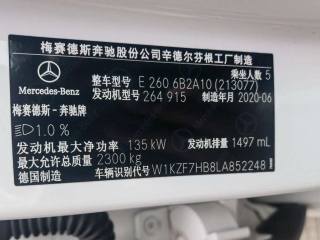 梅赛德斯奔驰股份公司辛德尔芬根工厂制造
乘坐人数 5
Mercedes-Benz
整车型号 E 260 6B2A10 (213077)
发动机型号 264 915 制造年月 2020-06
梅赛德斯-奔驰牌
1.0 %
发动机最大净功率 135 kW 发动机排量 1497 mL
最大允许总质量 2300 kg
德国制造 车辆识别代号 W1KZF7HB8LA852248